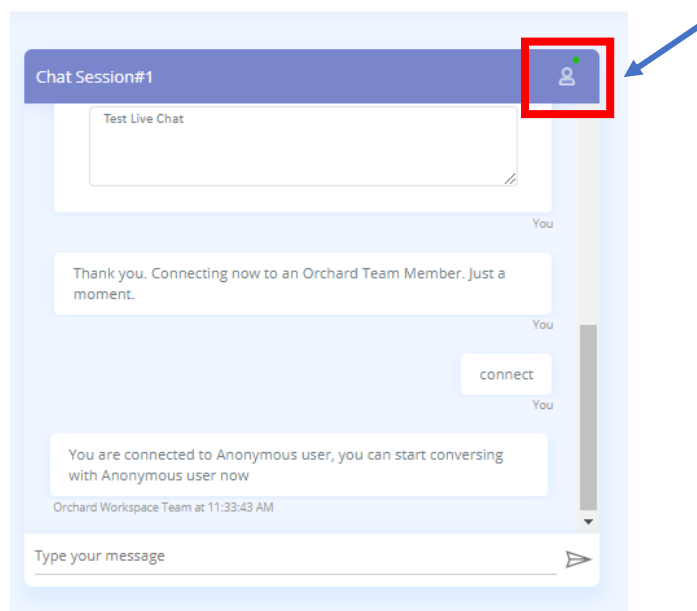 Chat Session#1
Test Live Chat
You
Thank you. Connecting now to an Orchard Team Member. Just a
moment.
You
connect
You
You are connected to Anonymous user, you can start conversing
with Anonymous user now
Orchard Workspace Team at 11:33:43 AM
Type your message